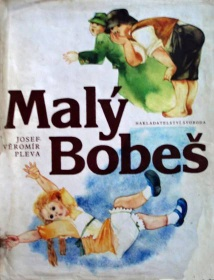 NAKLADATELSTVÍ SVOBODA
Malý
JOSEF
VĚROMÍR
PLEVA
Bobeš